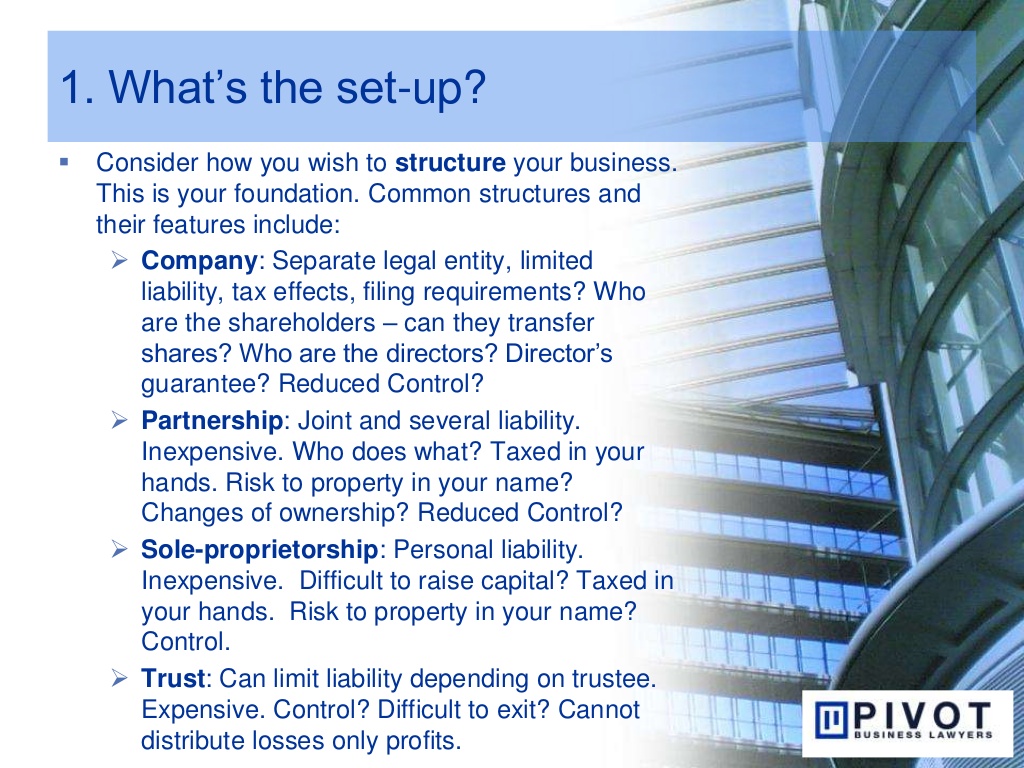 1. What’s the set-up?
▪ Consider how you wish to structure your business.
This is your foundation. Common structures and
their features include:
➢ Company: Separate legal entity, limited
liability, tax effects, filing requirements? Who
are the shareholders – can they transfer
shares? Who are the directors? Director’s
guarantee? Reduced Control?
➢ Partnership: Joint and several liability.
Inexpensive. Who does what? Taxed in your
hands. Risk to property in your name?
Changes of ownership? Reduced Control?
➢ Sole-proprietorship: Personal liability.
Inexpensive.  Difficult to raise capital? Taxed in
your hands.  Risk to property in your name?
Control.
➢ Trust: Can limit liability depending on trustee.
Expensive. Control? Difficult to exit? Cannot
distribute losses only profits.
PIVOT
BUSINESS LAWYERS